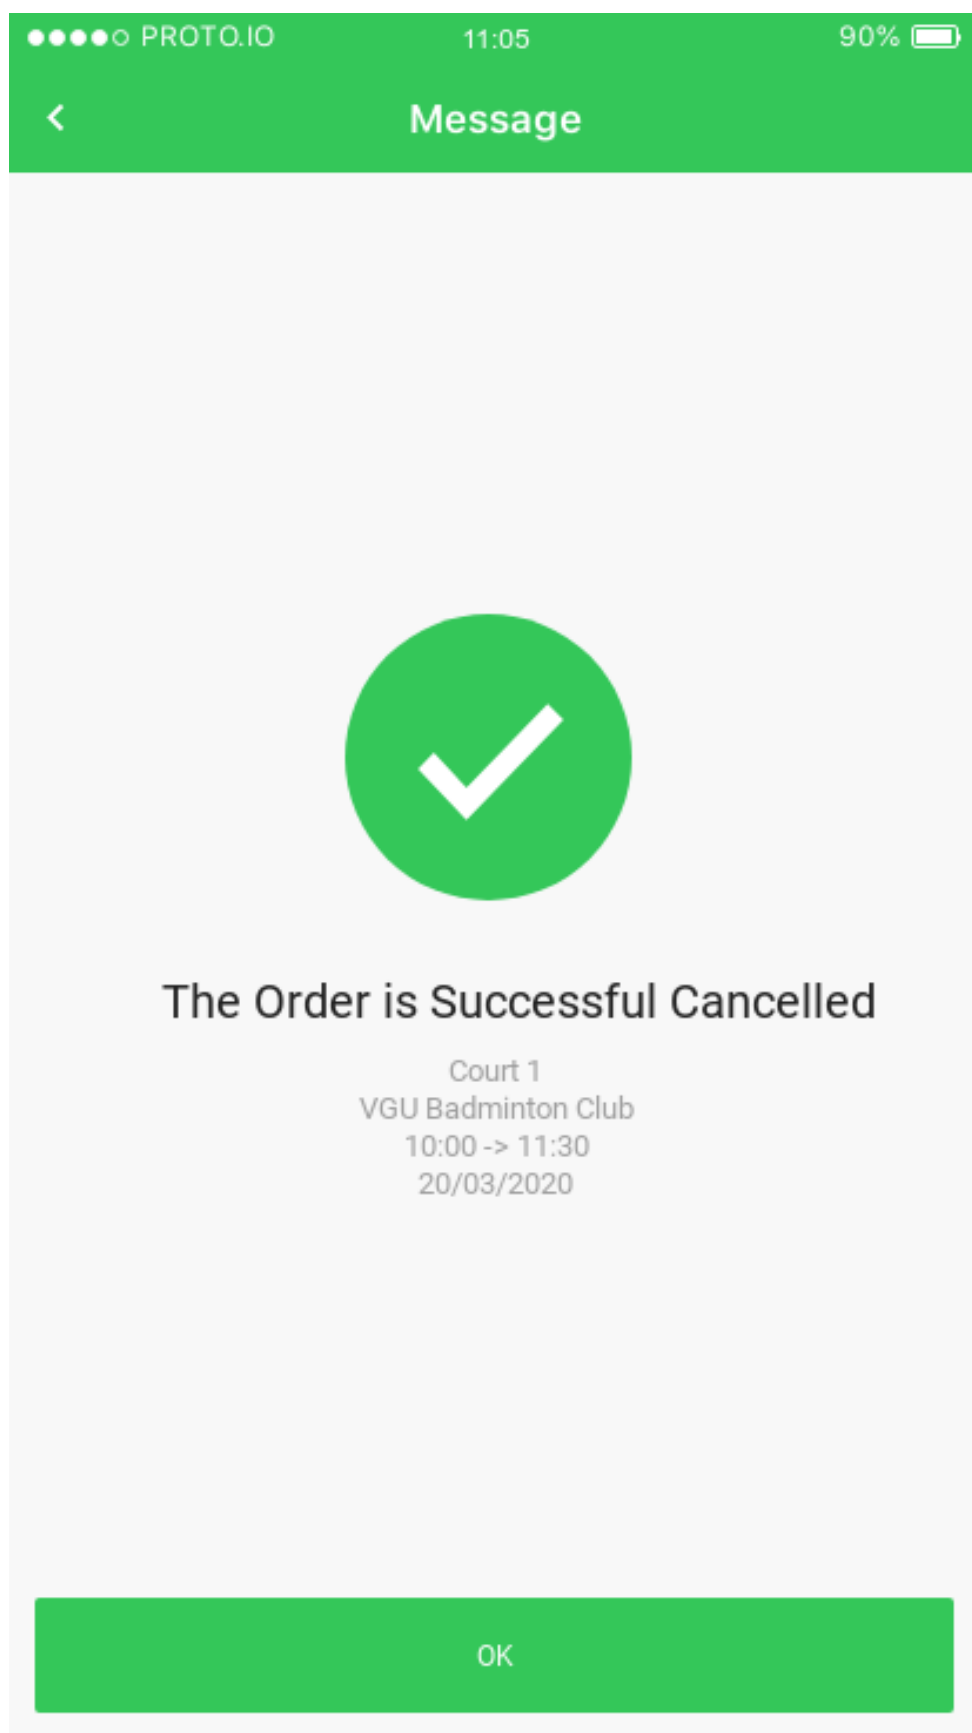 PROTO.IO 11:05 90%
Message
The Order is Successful Cancelled
Court 1
VGU Badminton Club
10:00 -> 11:30
20/03/2020
OK